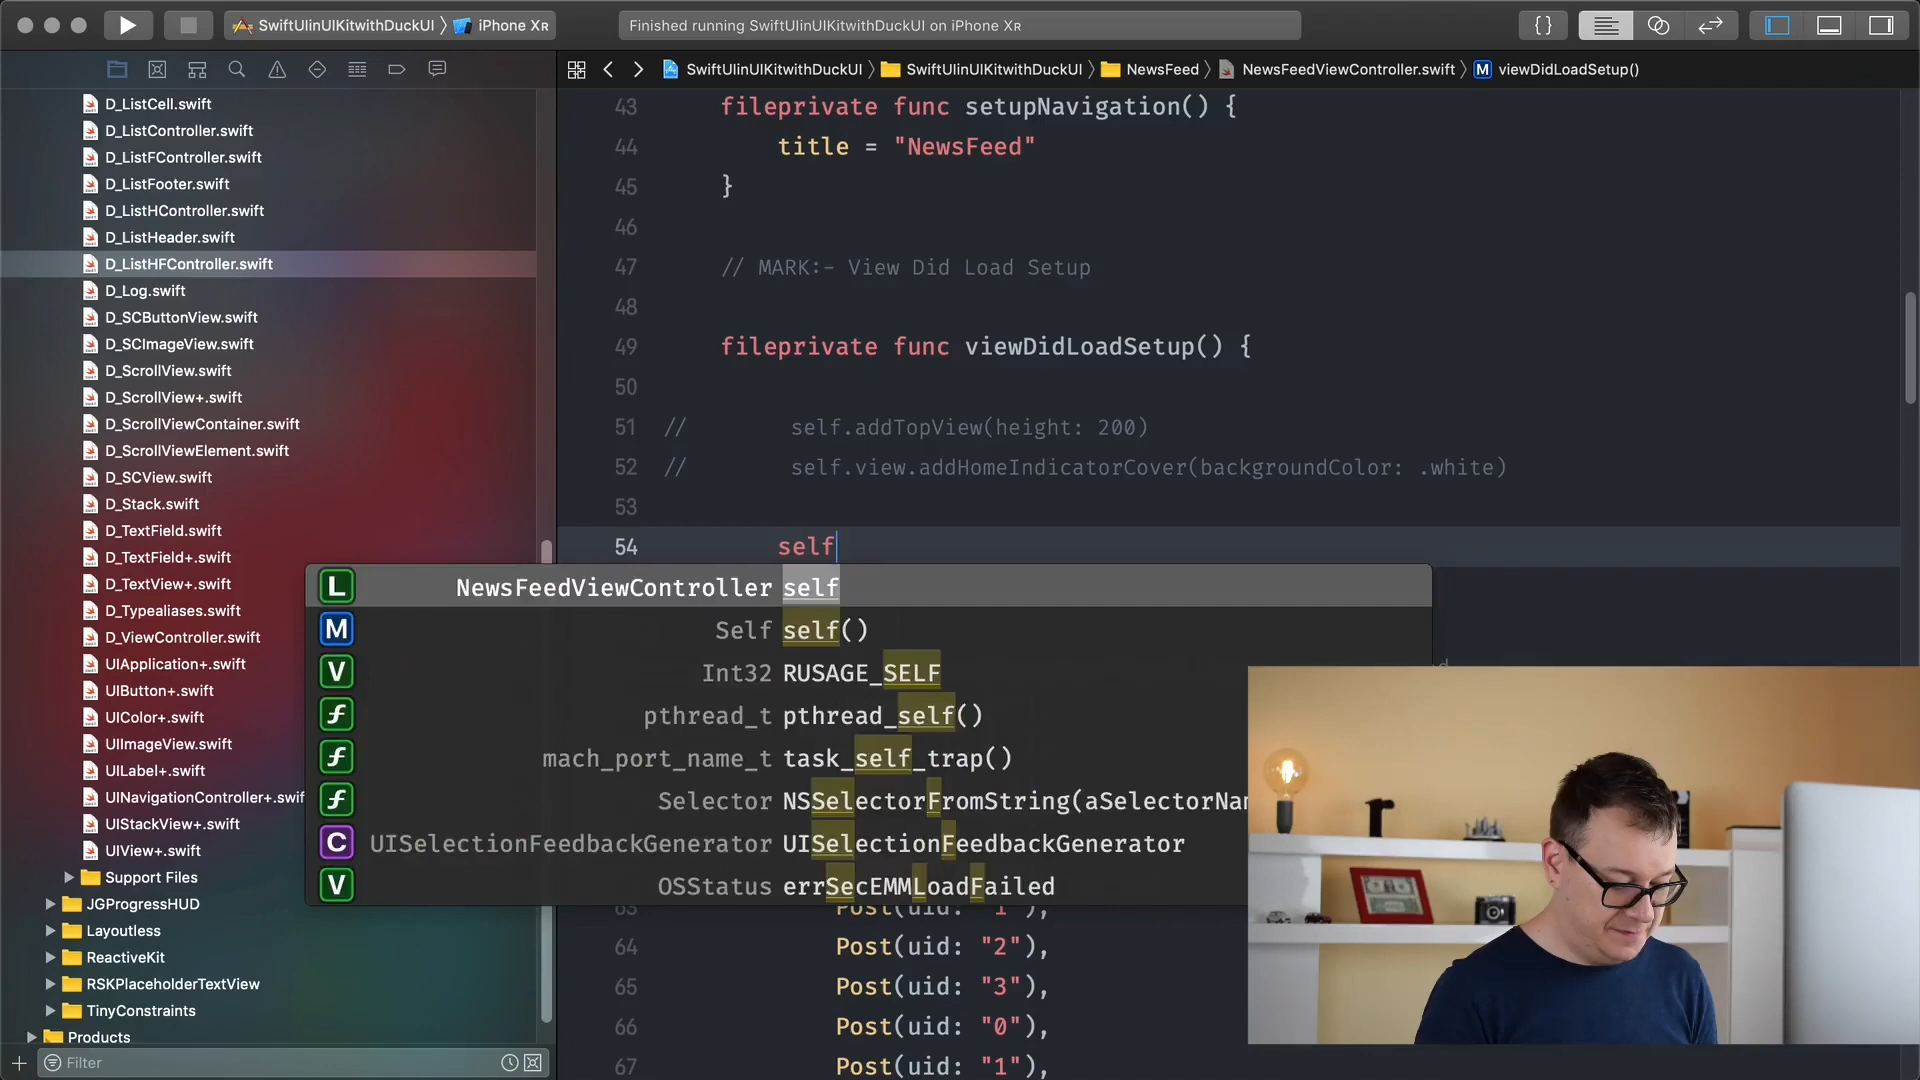 SwiftUIinUIKitwithDuckUI 〉 iPhone XR
Finished running SwiftUIinUIKitwithDuckUI on iPhone XR
{}
SwiftUIinUIKitwithDuckUI 〉 SwiftUIinUIKitwithDuckUI 〉 NewsFeed 〉 NewsFeedViewController.swift 〉 M viewDidLoadSetup()
D_ListCell.swift
D_ListController.swift
D_ListFController.swift
D_ListFooter.swift
D_ListHController.swift
D_ListHeader.swift
D_ListHFController.swift
D_Log.swift
D_SCButtonView.swift
D_SCImageView.swift
D_ScrollView.swift
D_ScrollView+.swift
D_ScrollViewContainer.swift
D_ScrollViewElement.swift
D_SCView.swift
D_Stack.swift
D_TextField.swift
D_TextField+.swift
D_TextView+.swift
D_Typealiases.swift
D_ViewController.swift
UIApplication+.swift
UIButton+.swift
UIColor+.swift
UIImageView.swift
UILabel+.swift
UINavigationController+.swif
UIStackView+.swift
UIView+.swift
Support Files
JGProgressHUD
Layoutless
ReactiveKit
RSKPlaceholderTextView
TinyConstraints
Products
Filter
43 fileprivate func setupNavigation() {
44 title = "NewsFeed"
45 }
46
47 // MARK:- View Did Load Setup
48
49 fileprivate func viewDidLoadSetup() {
50
51 // self.addTopView(height: 200)
52 // self.view.addHomeIndicatorCover(backgroundColor: .white)
53
54 self
L NewsFeedViewController self
M Self self()
V Int32 RUSAGE_SELF
f pthread_t pthread_self()
f mach_port_name_t task_self_trap()
f Selector NSSelectorFromString(aSelectorNam
C UISelectionFeedbackGenerator UISelectionFeedbackGenerator
V OSStatus errSecEMMLoadFailed
63 Post(uid: "1"),
64 Post(uid: "2"),
65 Post(uid: "3"),
66 Post(uid: "0"),
67 Post(uid: "1"),